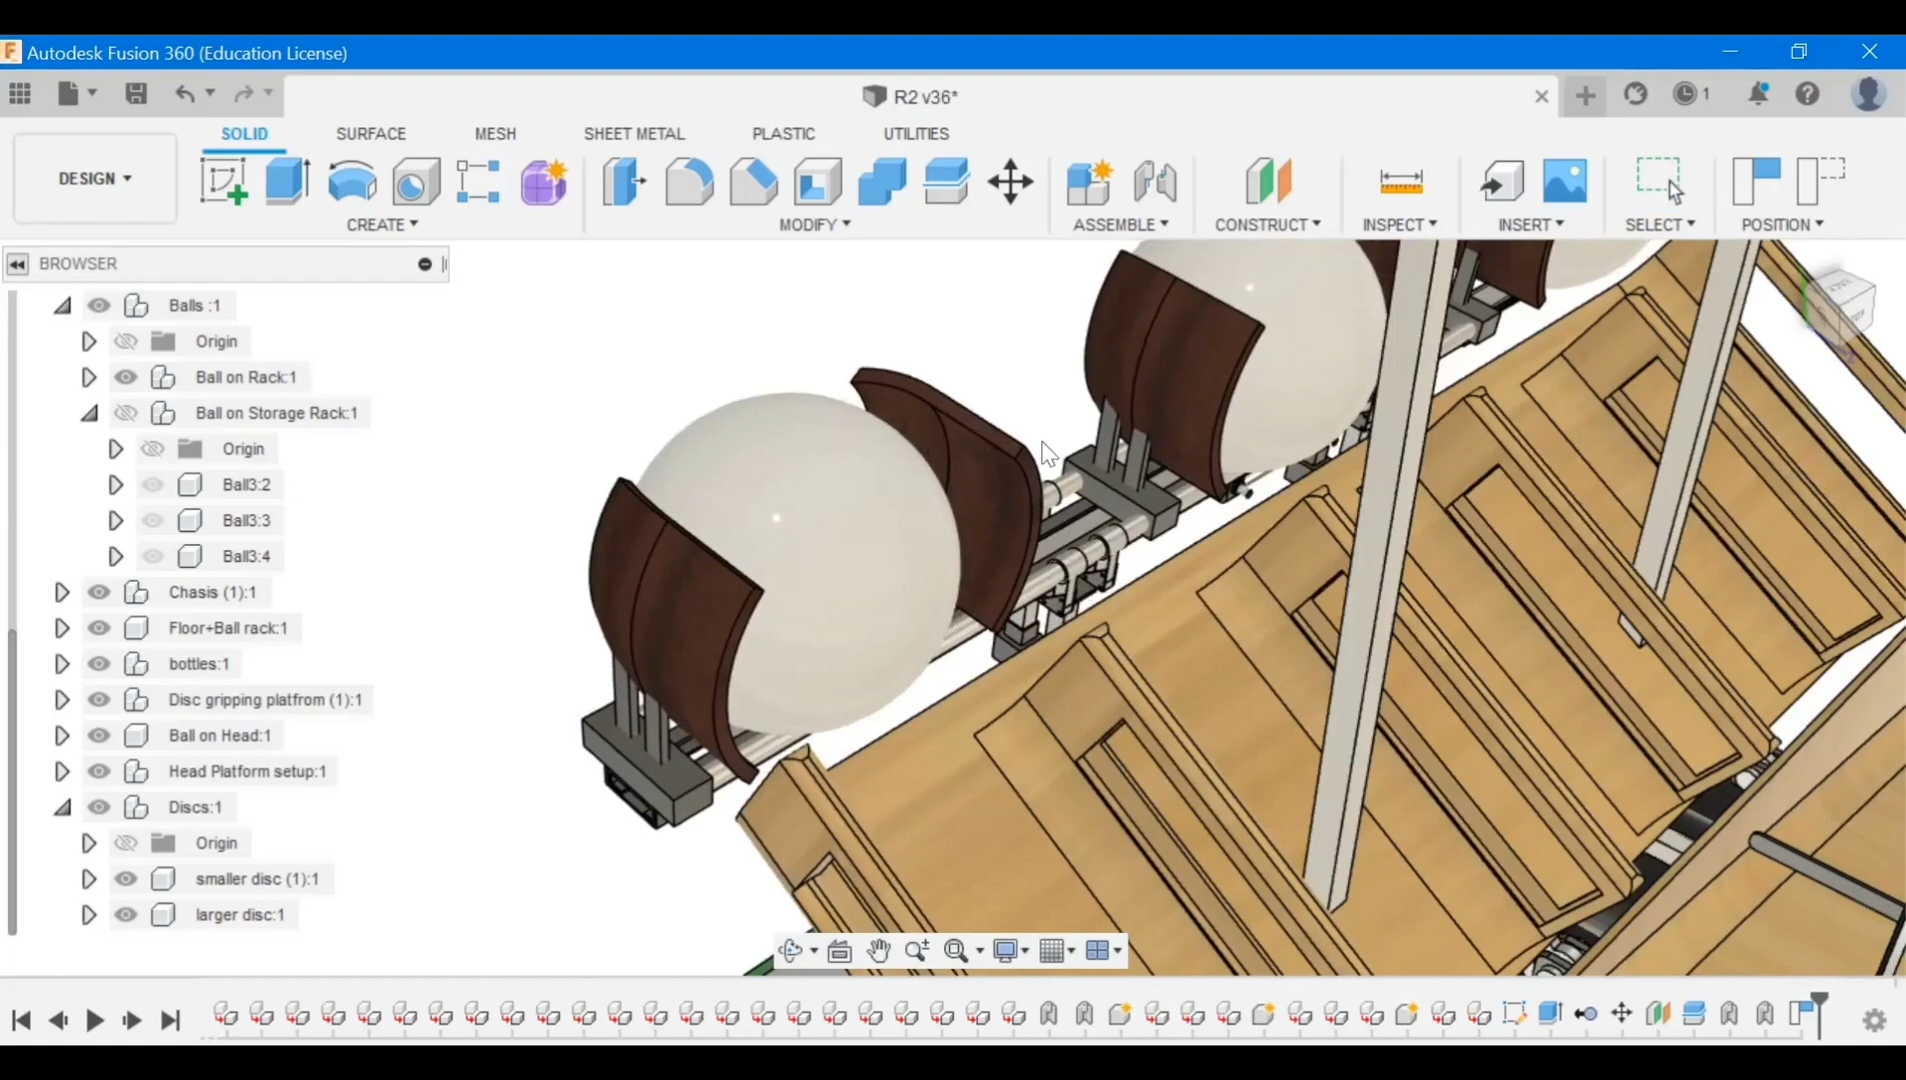 Autodesk Fusion 360 (Education License)
R2 v36*
1
SOLID SURFACE MESH SHEET METAL PLASTIC UTILITIES
DESIGN
CREATE MODIFY ASSEMBLE CONSTRUCT INSPECT INSERT SELECT POSITION
BROWSER
Balls :1
Origin
Ball on Rack:1
Ball on Storage Rack:1
Origin
Ball3:2
Ball3:3
Ball3:4
Chasis (1):1
Floor+Ball rack:1
bottles:1
Disc gripping platfrom (1):1
Ball on Head:1
Head Platform setup:1
Discs:1
Origin
smaller disc (1):1
larger disc:1